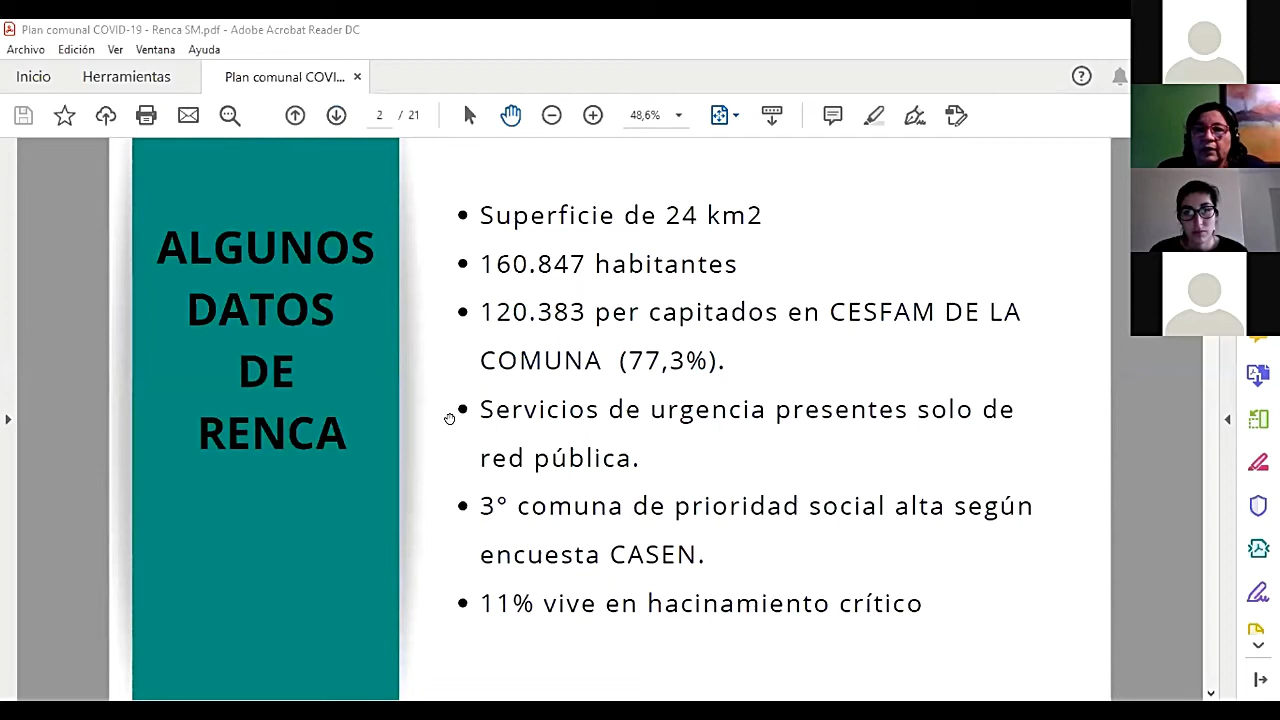 Plan comunal COVID-19 - Renca SM.pdf - Adobe Acrobat Reader DC
Archivo Edición Ver Ventana Ayuda
Inicio Herramientas Plan comunal COVI... ×
2 / 21 48,6%
ALGUNOS
DATOS
DE
RENCA
• Superficie de 24 km2
• 160.847 habitantes
• 120.383 per capitados en CESFAM DE LA
COMUNA (77,3%).
• Servicios de urgencia presentes solo de
red pública.
• 3° comuna de prioridad social alta según
encuesta CASEN.
• 11% vive en hacinamiento crítico